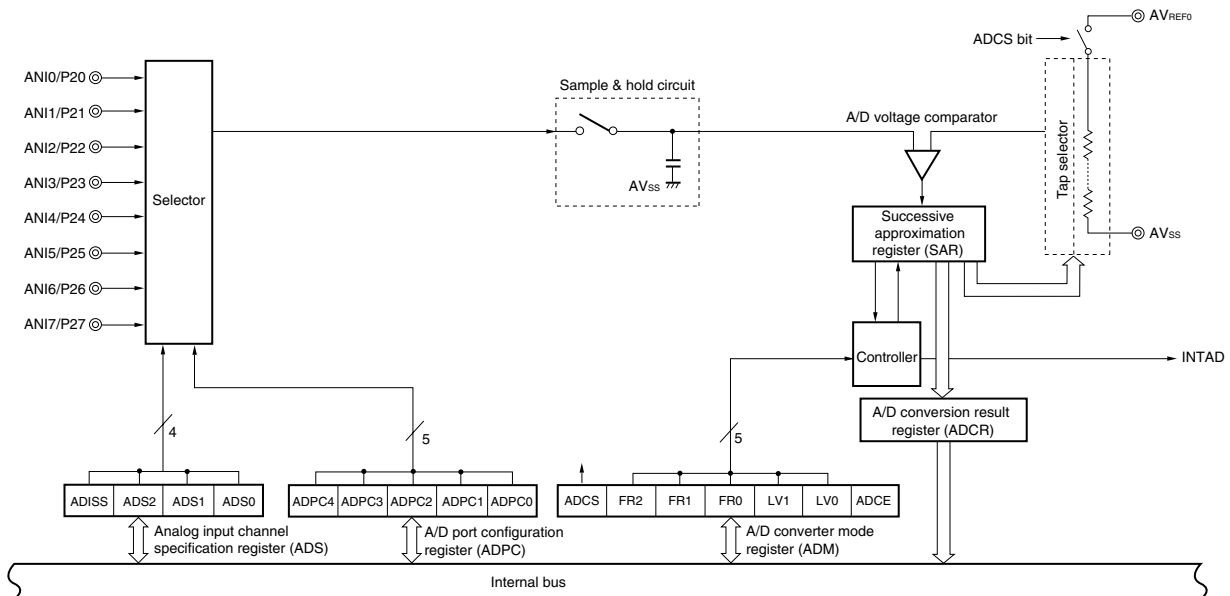 AVREF0
ADCS bit
ANI0/P20
ANI1/P21
ANI2/P22
ANI3/P23
ANI4/P24
ANI5/P25
ANI6/P26
ANI7/P27
Selector
Sample & hold circuit
AVSS
A/D voltage comparator
Tap selector
AVSS
Successive
approximation
register (SAR)
Controller
INTAD
A/D conversion result
register (ADCR)
4
5
5
ADISS ADS2 ADS1 ADS0
ADPC4 ADPC3 ADPC2 ADPC1 ADPC0
ADCS FR2 FR1 FR0 LV1 LV0 ADCE
Analog input channel
specification register (ADS)
A/D port configuration
register (ADPC)
A/D converter mode
register (ADM)
Internal bus